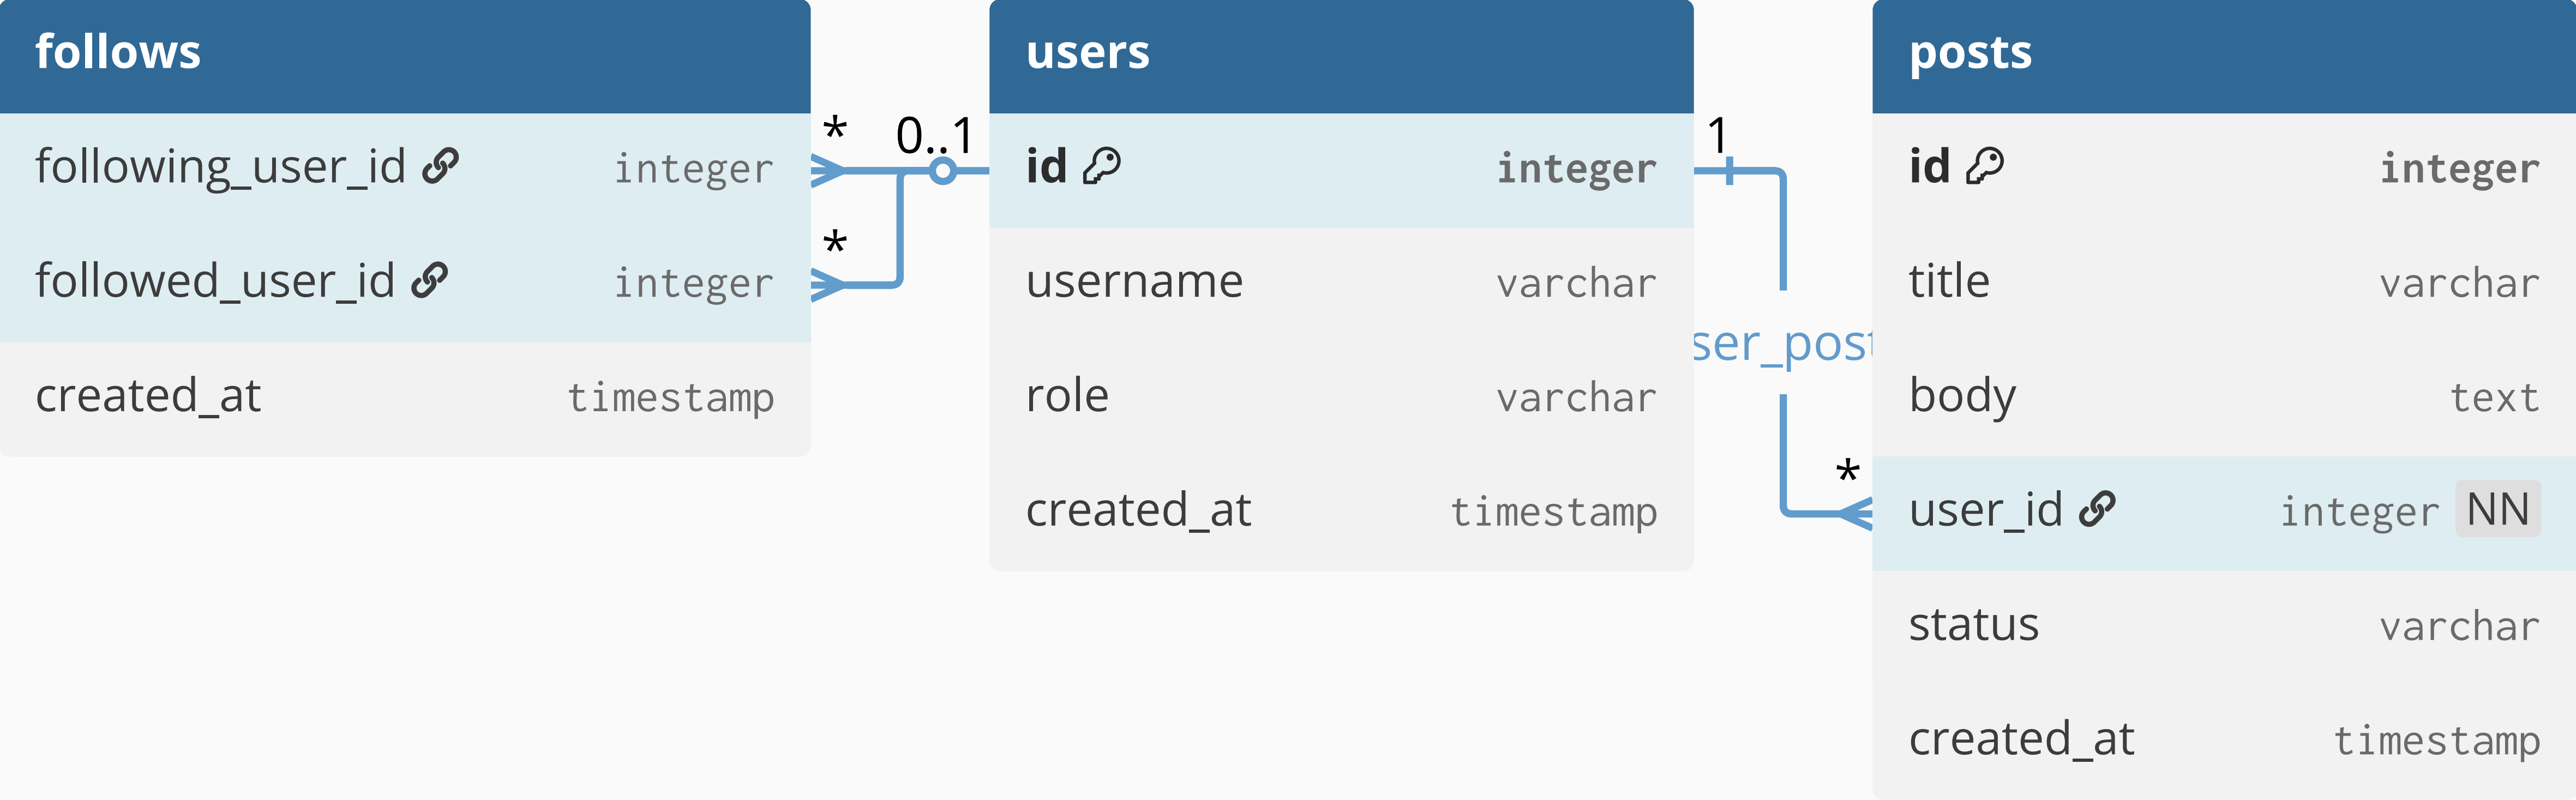 follows
following_user_id integer
followed_user_id integer
created_at timestamp
* 0..1
*
users
id integer
username varchar
role varchar
created_at timestamp
1
ser_post
*
posts
id integer
title varchar
body text
user_id integer NN
status varchar
created_at timestamp